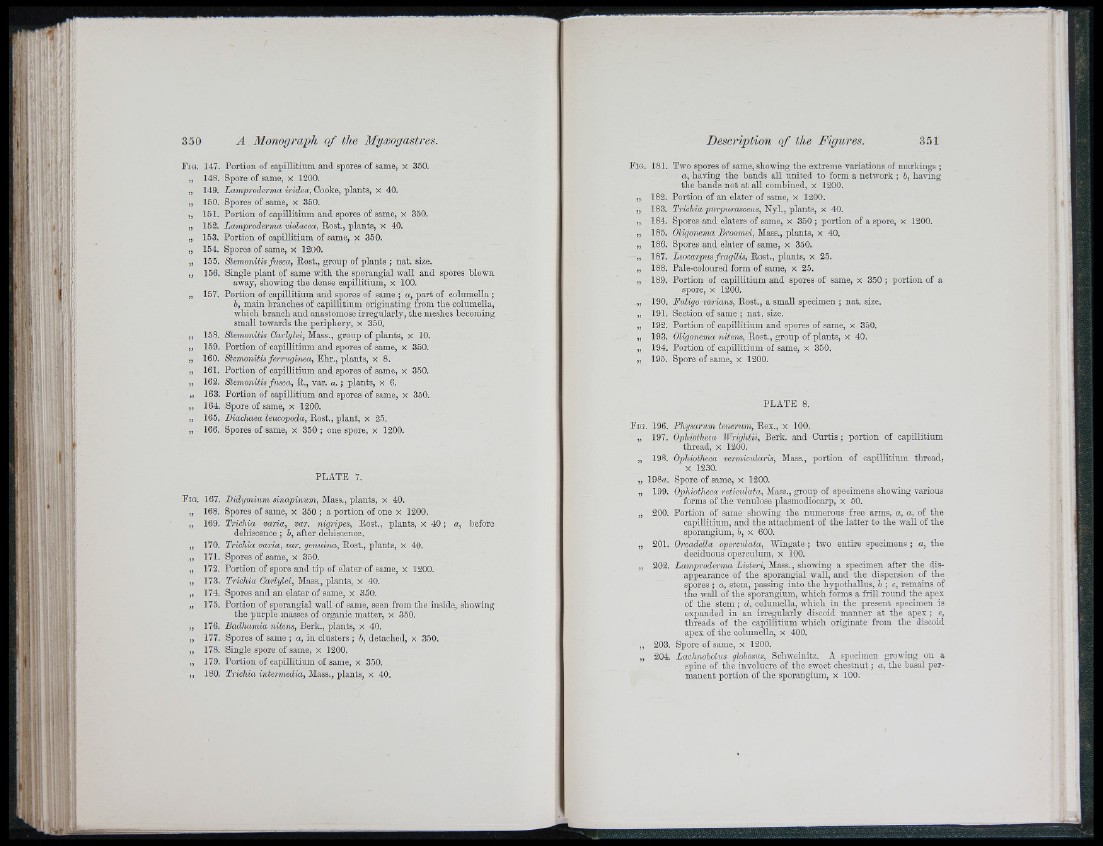 350 A Monograph of the Myxogastres.
Fig. 147. Portion of capillitium and spores of same, × 350.
„ 148. Spore of same, × 1200.
„ 149. Lamproderma iridea, Cooke, plants, × 40.
„ 150. Spores of same, × 350.
„ 151. Portion of capillitium and spores of same, × 350.
„ 152. Lamproderma violacea, Rost., plants, × 40.
„ 153. Portion of capillitium of same, × 350.
„ 154. Spores of same, × 1200.
„ 155. Stemonitis fusca, Rost., group of plants ; nat. size.
„ 156. Single plant of same with the sporangial wall and spores blown
away, showing the dense capillitium, × 100.
„ 157. Portion of capillitium and spores of same ; a, part of columella ;
b, main branches of capillitium originating from the columella,
which branch and anastomose irregularly, the meshes becoming
small towards the periphery, × 350.
„ 158. Stemonitis Carlylei, Mass., group of plants, × 10.
„ 159. Portion of capillitium and spores of same, × 350.
„ 160. Stemonitis ferruginea, Ehr., plants, × 8.
„ 161. Portion of capillitium and spores of same, × 350.
„ 162. Stemonitis fusca, R., var. a. ; plants, × 6.
„ 163. Portion of capillitium and spores of same, × 350.
„ 164. Spore of same, × 1200.
„ 165. Diachaea leucopoda, Rost., plant, × 25.
„ 166. Spores of same, × 350 ; one spore, × 1200.
PLATE 7.
Fig. 167. Didymium sinapinum, Mass., plants, × 40.
„ 168. Spores of same, × 350 ; a portion of one × 1200.
„ 169. Trichia varia, var. nigripes, Rost., plants, × 40 ; a, before
dehiscence ; b, after dehiscence.
„ 170. Trichia varia, var. genuina, Rost., plants, × 40.
„ 171. Spores of same, × 350.
„ 172. Portion of spore and tip of elater of same, × 1200.
„ 173. Trichia Carlylei, Mass., plants, × 40.
„ 174. Spores and an elater of same, × 350.
„ 175. Portion of sporangial wall of same, seen from the inside, showing
the purple masses of organic matter, × 350.
„ 176. Badhamia nitens, Berk., plants, × 40.
„ 177. Spores of same ; a, in clusters ; b, detached, × 350.
„ 178. Single spore of same, × 1200.
„ 179. Portion of capillitium of same, × 350.
„ 180. Trichia intermedia, Mass., plants, × 40.
Description of the Figures. 351
Fig. 181. Two spores of same, showing the extreme variations of markings ;
a, having the bands all united to form a network ; b, having
the bands not at all combined, × 1200.
„ 182. Portion of an elater of same, × 1200.
„ 183. Trichia purpurascens, Nyl., plants, × 40.
„ 184. Spores and elaters of same, × 350 ; portion of a spore, × 1200.
„ 185. Oligonema Broomei, Mass., plants, × 40.
„ 186. Spores and elater of same, × 350.
„ 187. Liocarpus fragilis, Rost., plants, × 25.
„ 188. Pale-coloured form of same, × 25.
„ 189. Portion of capillitium and spores of same, × 350 ; portion of a
spore, × 1200.
„ 190. Fuligo varians, Rost., a small specimen ; nat. size.
„ 191. Section of same ; nat. size.
„ 192. Portion of capillitium and spores of same, × 350.
„ 193. Oligonema nitens, Rost., group of plants, × 40.
„ 194. Portion of capillitium of same, × 350.
„ 195. Spore of same, × 1200.
PLATE 8.
Fig. 196. Physarum tenerum, Rex., × 100.
„ 197. Ophiotheca Wrightii, Berk. and Curtis ; portion of capillitium
thread, × 1200.
„ 198. Ophiotheca vermicularis, Mass., portion of capillitium thread,
× 1230.
„ 198a. Spore of same, × 1200.
„ 199. Ophiotheca reticulata, Mass., group of specimens showing various
forms of the venulose plasmodiocarp, × 50.
„ 200. Portion of same showing the numerous free arms, a, a, of the
capillitium, and the attachment of the latter to the wall of the
sporangium, b, × 600.
„ 201. Orcadella operculata, Wingate ; two entire specimens ; a, the
deciduous operculum, × 100.
„ 202. Lamproderma Listeri, Mass., showing a specimen after the dis-
appearance of the sporangial wall, and the dispersion of the
spores ; a, stem, passing into the hypothallus, b ; c, remains of
the wall of the sporangium, which forms a frill round the apex
of the stem ; d, columella, which in the present specimen is
expanded in an irregularly discoid manner at the apex ; e,
threads of the capillitium which originate from the discoid
apex of the columella, × 400.
„ 203. Spore of same, × 1200.
„ 204. Lachnobolus globosus, Schweinitz. A specimen growing on a
spine of the involucre of the sweet chestnut ; a, the basal per-
manent portion of the sporangium, × 100.